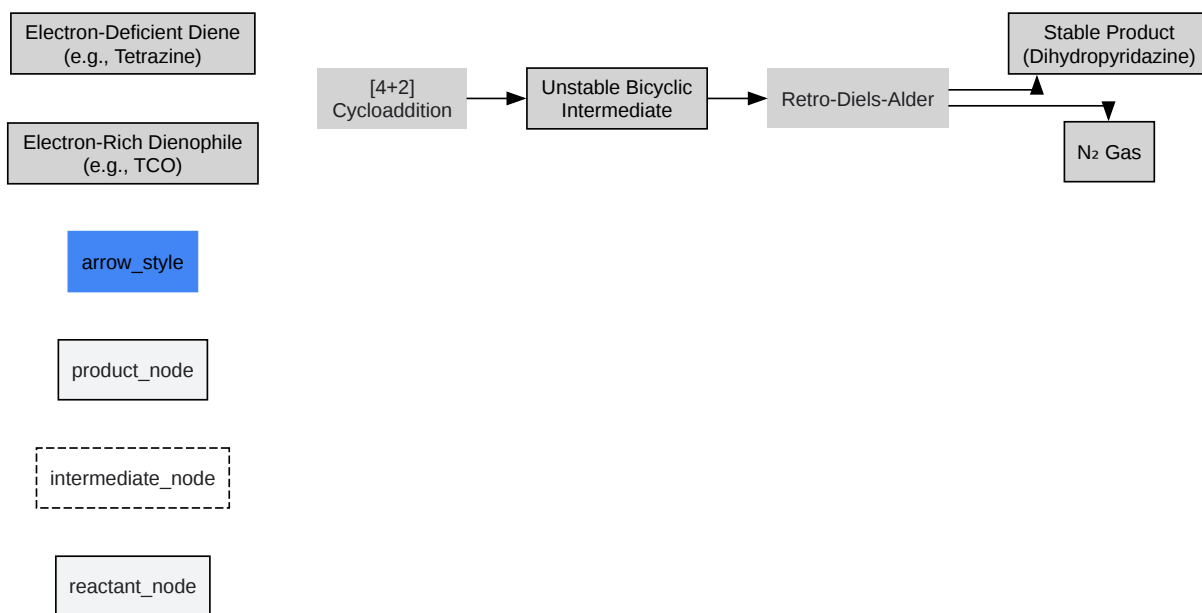 Electron-Deficient Diene
(e.g., Tetrazine)
Electron-Rich Dienophile
(e.g., TCO)
[4+2]
Cycloaddition
Unstable Bicyclic
Intermediate
Retro-Diels-Alder
Stable Product
(Dihydropyridazine)
N₂ Gas
arrow_style
product_node
intermediate_node
reactant_node